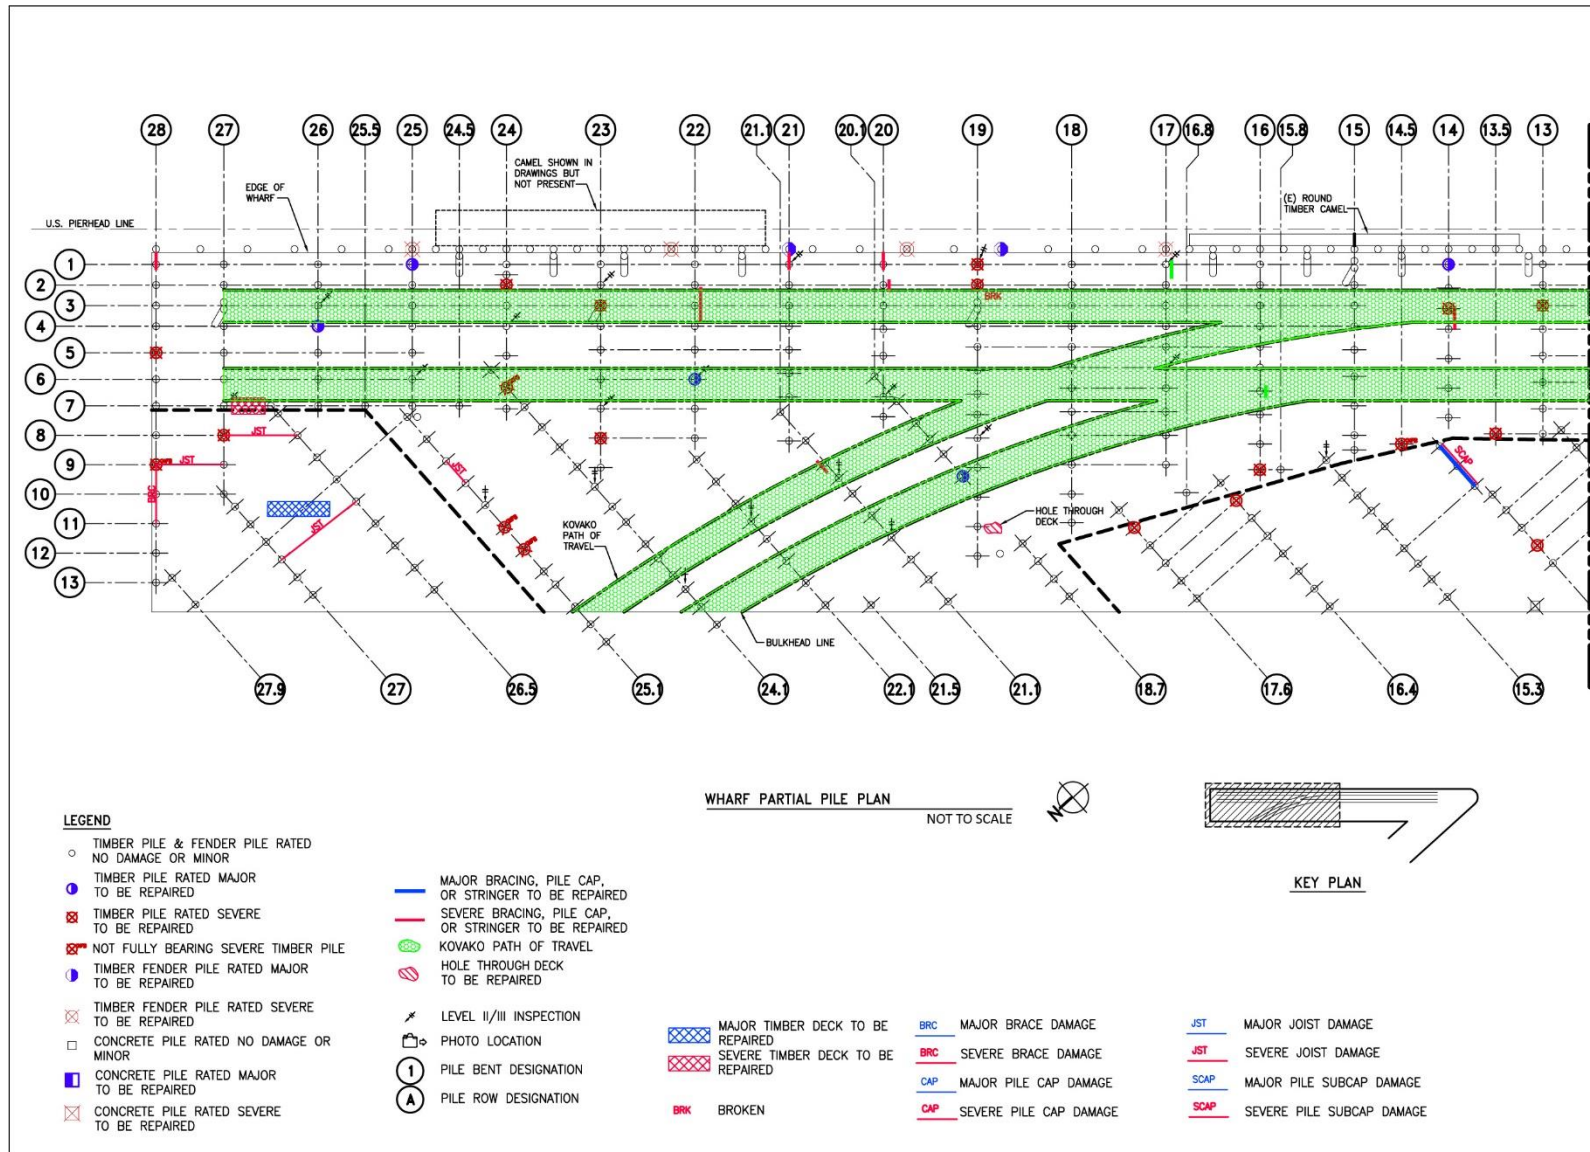 28 27 26 25.5 25 24.5 24 23 22 21.1 21 20.1 20 19 18 17 16.8 16 15.8 15 14.5 14 13.5 13
CAMEL SHOWN IN
DRAWINGS BUT
NOT PRESENT
EDGE OF
WHARF
(E) ROUND
TIMBER CAMEL
U.S. PIERHEAD LINE
1
2
3
BRK
4
5
6
7
8
JST
9
JST
JST
SCAP
BRC
10
11
JST
12
13
KOVAKO
PATH OF
TRAVEL
HOLE THROUGH
DECK
BULKHEAD LINE
27.9 27 26.5 25.1 24.1 22.1 21.5 21.1 18.7 17.6 16.4 15.3
WHARF PARTIAL PILE PLAN
NOT TO SCALE
N
KEY PLAN
LEGEND
TIMBER PILE & FENDER PILE RATED
NO DAMAGE OR MINOR
TIMBER PILE RATED MAJOR
TO BE REPAIRED
TIMBER PILE RATED SEVERE
TO BE REPAIRED
NOT FULLY BEARING SEVERE TIMBER PILE
TIMBER FENDER PILE RATED MAJOR
TO BE REPAIRED
TIMBER FENDER PILE RATED SEVERE
TO BE REPAIRED
CONCRETE PILE RATED NO DAMAGE OR
MINOR
CONCRETE PILE RATED MAJOR
TO BE REPAIRED
CONCRETE PILE RATED SEVERE
TO BE REPAIRED
MAJOR BRACING, PILE CAP,
OR STRINGER TO BE REPAIRED
SEVERE BRACING, PILE CAP,
OR STRINGER TO BE REPAIRED
KOVAKO PATH OF TRAVEL
HOLE THROUGH DECK
TO BE REPAIRED
LEVEL II/III INSPECTION
PHOTO LOCATION
1 PILE BENT DESIGNATION
A PILE ROW DESIGNATION
MAJOR TIMBER DECK TO BE
REPAIRED
SEVERE TIMBER DECK TO BE
REPAIRED
BRK BROKEN
BRC MAJOR BRACE DAMAGE
BRC SEVERE BRACE DAMAGE
CAP MAJOR PILE CAP DAMAGE
CAP SEVERE PILE CAP DAMAGE
JST MAJOR JOIST DAMAGE
JST SEVERE JOIST DAMAGE
SCAP MAJOR PILE SUBCAP DAMAGE
SCAP SEVERE PILE SUBCAP DAMAGE